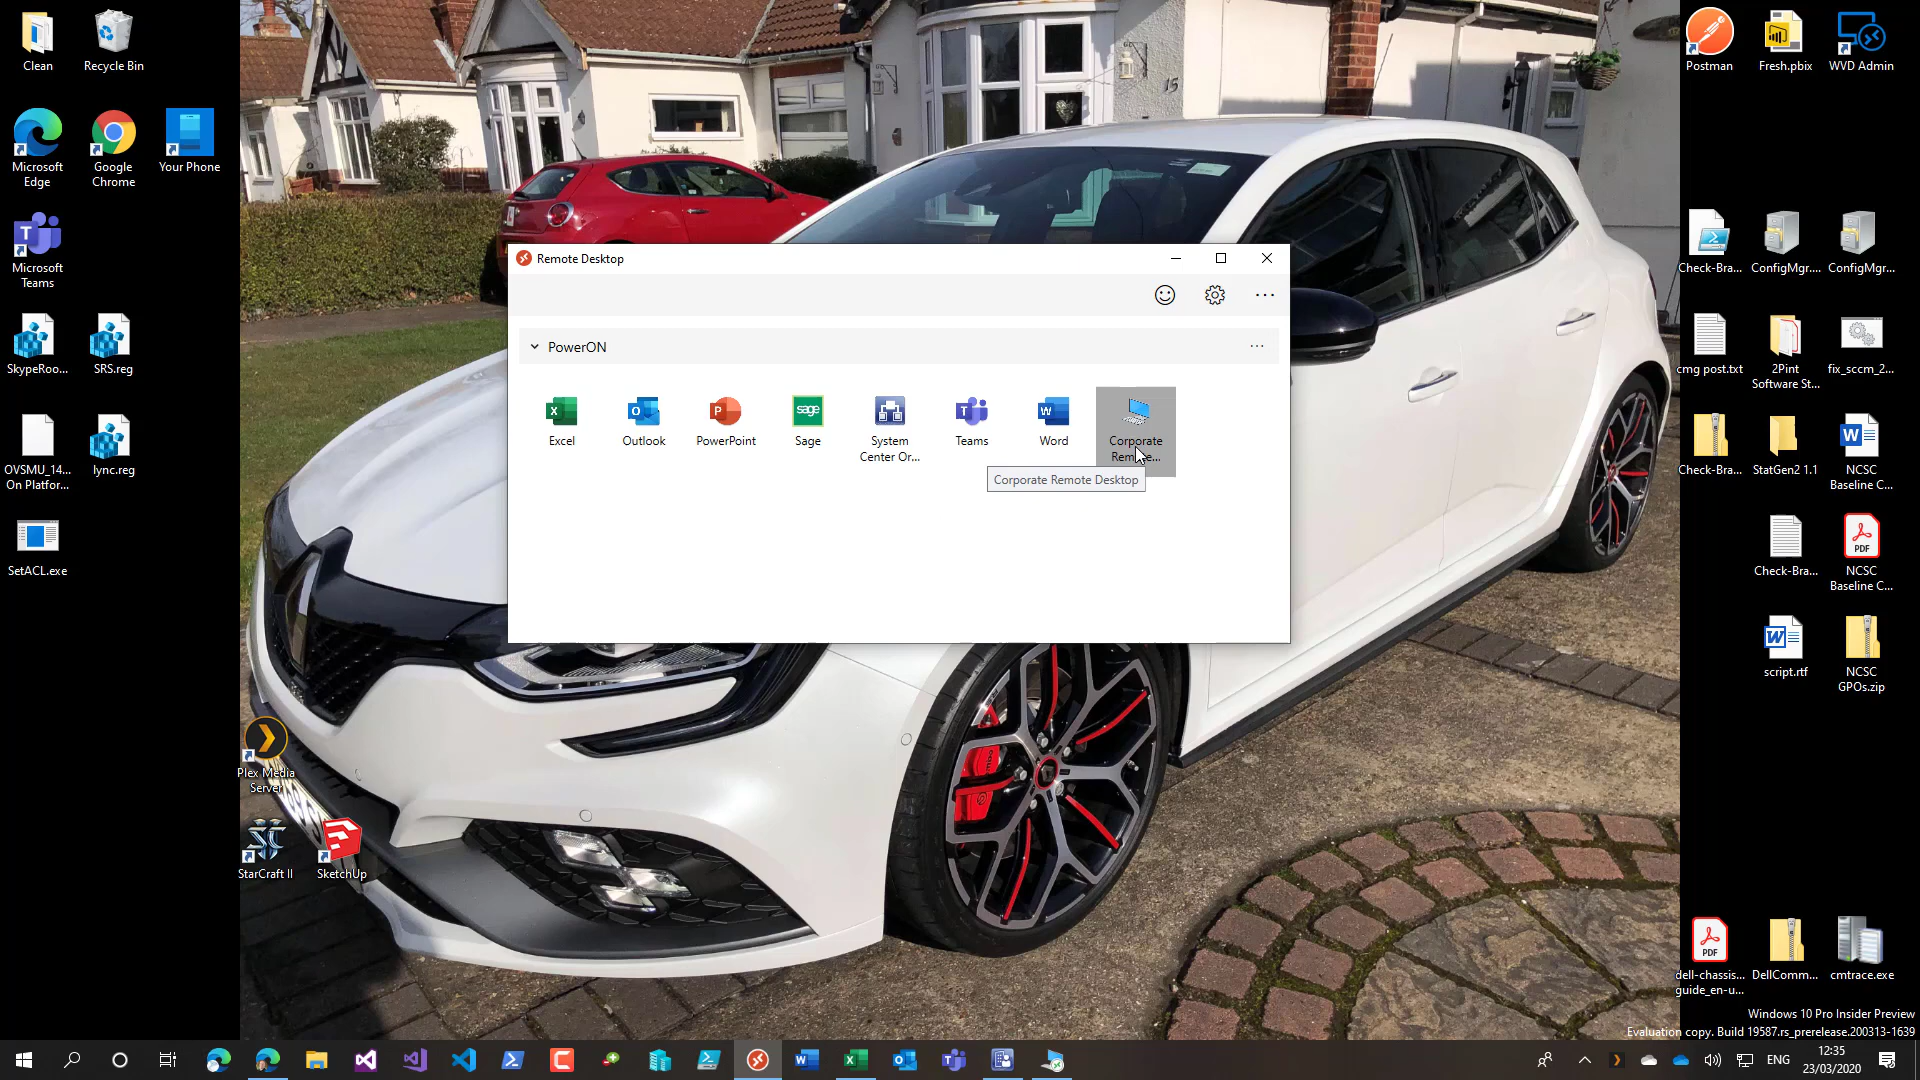 Clean
Recycle Bin
Microsoft
Edge
Google
Chrome
Your Phone
Microsoft
Teams
SkypeRoo...
SRS.reg
OVSMU_14...
On Platfor...
lync.reg
SetACL.exe
Plex Media
Server
StarCraft II
SketchUp
15
Remote Desktop
PowerON
Excel
Outlook
PowerPoint
sage
Sage
System
Center Or...
Teams
Word
Corporate
Corporate Remote Desktop
Postman
Fresh.pbix
WVD Admin
Check-Bra...
ConfigMgr....
ConfigMgr...
cmg post.txt
2Pint
Software St...
fix_sccm_2...
Check-Bra...
StatGen2 1.1
NCSC
Baseline C...
Check-Bra...
PDF
NCSC
Baseline C...
script.rtf
NCSC
GPOs.zip
PDF
dell-chassis...
guide_en-u...
DellComm...
cmtrace.exe
Windows 10 Pro Insider Preview
Evaluation copy. Build 19587.rs_prerelease.200313-1639
ENG
12:35
23/03/2020